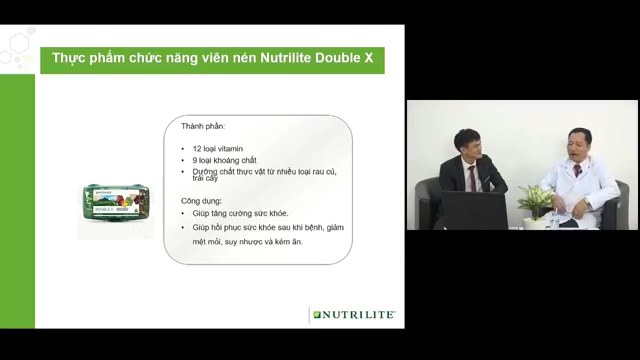 Thực phẩm chức năng viên nén Nutrilite Double X
Thành phần:
• 12 loại vitamin
• 9 loại khoáng chất
• Dưỡng chất thực vật từ nhiều loại rau củ,
trái cây
Công dụng:
• Giúp tăng cường sức khỏe.
• Giúp hồi phục sức khỏe sau khi bệnh, giảm
mệt mỏi, suy nhược và kém ăn.
DOUBLE X
NUTRILITE